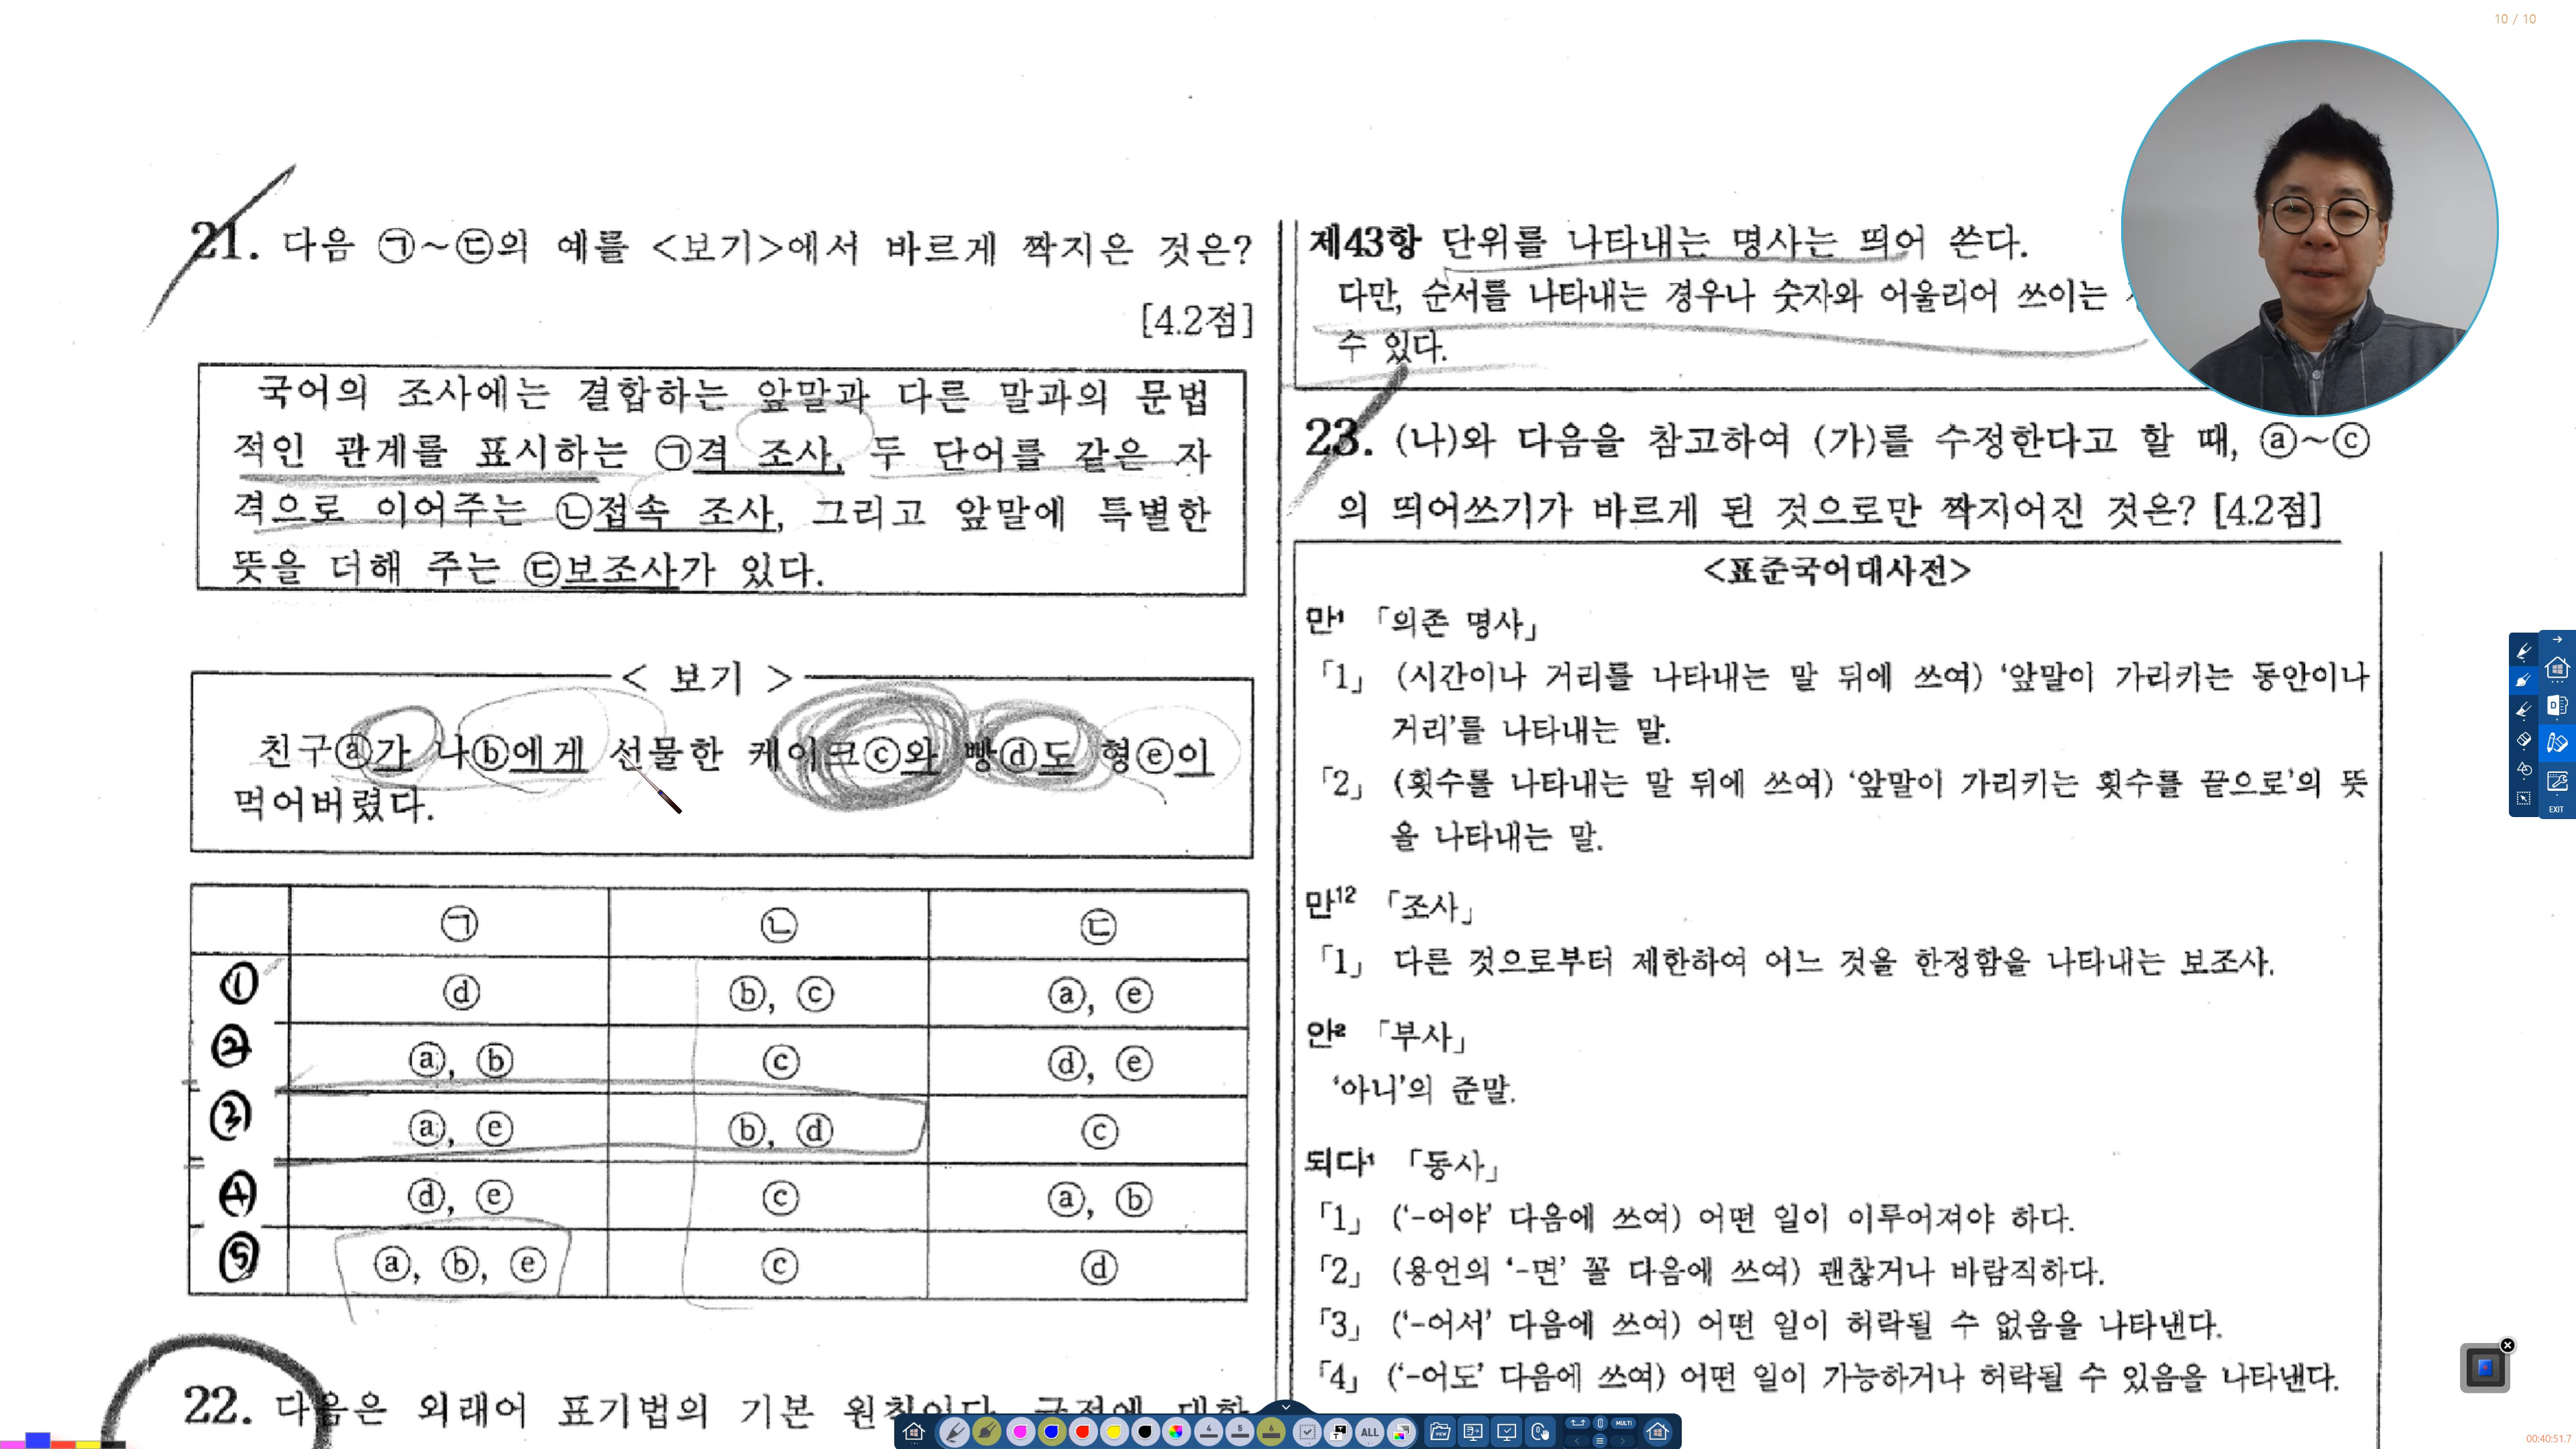 10 / 10
21. 다음 ㉠~㉢의 예를 <보기>에서 바르게 짝지은 것은?
[4.2점]
국어의 조사에는 결합하는 앞말과 다른 말과의 문법
적인 관계를 표시하는 ㉠격 조사, 두 단어를 같은 자
격으로 이어주는 ㉡접속 조사, 그리고 앞말에 특별한
뜻을 더해 주는 ㉢보조사가 있다.
< 보기 >
친구ⓐ가 나ⓑ에게 선물한 케이크ⓒ와 빵ⓓ도 형ⓔ이
먹어버렸다.
㉠ ㉡ ㉢
① ⓓ ⓑ, ⓒ ⓐ, ⓔ
② ⓐ, ⓑ ⓒ ⓓ, ⓔ
③ ⓐ, ⓔ ⓑ, ⓓ ⓒ
④ ⓓ, ⓔ ⓒ ⓐ, ⓑ
⑤ ⓐ, ⓑ, ⓔ ⓒ ⓓ
22. 다음은 외래어 표기법의 기본 원칙이다.
제43항 단위를 나타내는 명사는 띄어 쓴다.
다만, 순서를 나타내는 경우나 숫자와 어울리어 쓰이는
수 있다.
23. (나)와 다음을 참고하여 (가)를 수정한다고 할 때, ⓐ~ⓒ
의 띄어쓰기가 바르게 된 것으로만 짝지어진 것은? [4.2점]
<표준국어대사전>
만¹ 「의존 명사」
「1」 (시간이나 거리를 나타내는 말 뒤에 쓰여) ‘앞말이 가리키는 동안이나
거리’를 나타내는 말.
「2」 (횟수를 나타내는 말 뒤에 쓰여) ‘앞말이 가리키는 횟수를 끝으로’의 뜻
을 나타내는 말.
만¹² 「조사」
「1」 다른 것으로부터 제한하여 어느 것을 한정함을 나타내는 보조사.
안² 「부사」
‘아니’의 준말.
되다¹ 「동사」
「1」 (‘-어야’ 다음에 쓰여) 어떤 일이 이루어져야 하다.
「2」 (용언의 ‘-면’ 꼴 다음에 쓰여) 괜찮거나 바람직하다.
「3」 (‘-어서’ 다음에 쓰여) 어떤 일이 허락될 수 없음을 나타낸다.
「4」 (‘-어도’ 다음에 쓰여) 어떤 일이 가능하거나 허락될 수 있음을 나타낸다.
EXIT
4 5 6
ALL
VIEW
MULTI
00:40:51.7